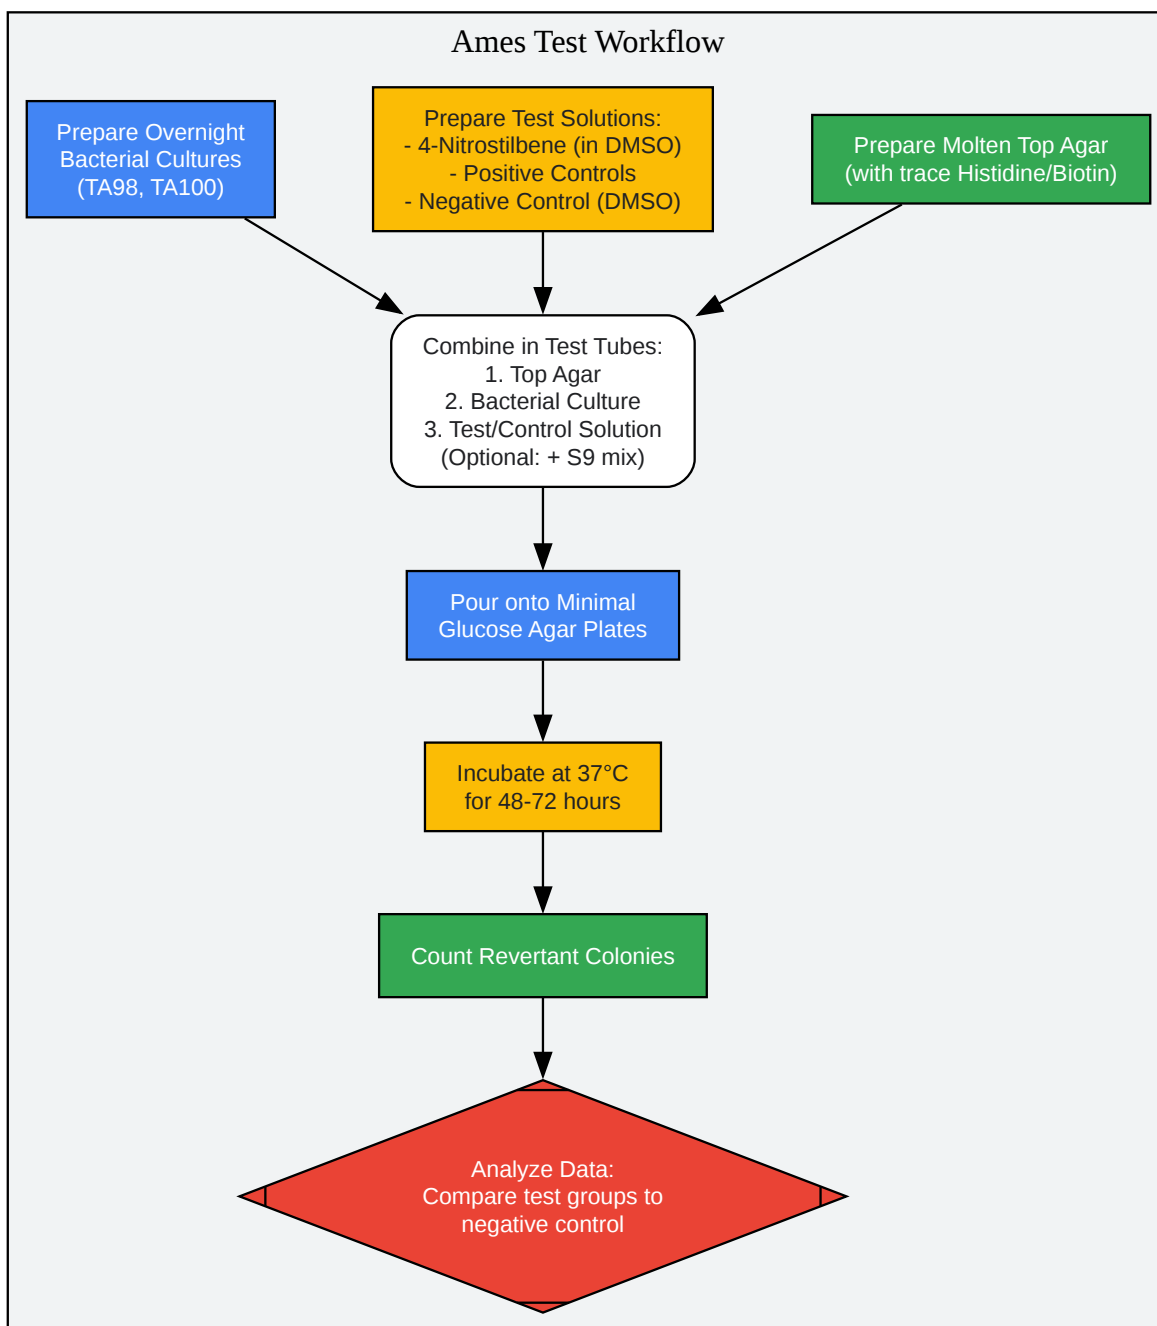 Ames Test Workflow
Prepare Overnight
Bacterial Cultures
(TA98, TA100)
Prepare Test Solutions:
- 4-Nitrostilbene (in DMSO)
- Positive Controls
- Negative Control (DMSO)
Prepare Molten Top Agar
(with trace Histidine/Biotin)
Combine in Test Tubes:
1. Top Agar
2. Bacterial Culture
3. Test/Control Solution
(Optional: + S9 mix)
Pour onto Minimal
Glucose Agar Plates
Incubate at 37°C
for 48-72 hours
Count Revertant Colonies
Analyze Data:
Compare test groups to
negative control